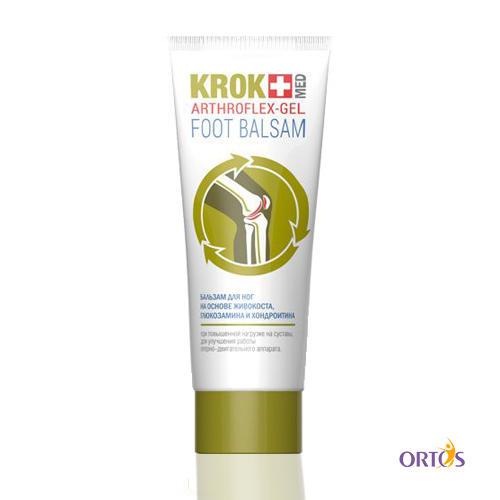 KROK MED
ARTHROFLEX-GEL
FOOT BALSAM
БАЛЬЗАМ ДЛЯ НОГ
НА ОСНОВЕ ЖИВОКОСТА,
ГЛЮКОЗАМИНА И ХОНДРОИТИНА
при повышенной нагрузке на суставы,
для улучшения работы
опорно-двигательного аппарата.
ORTOS